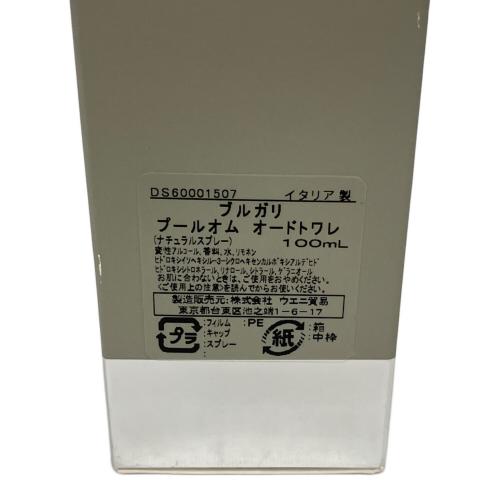 DS60001507 イタリア製
ブルガリ
プールオム オードトワレ
(ナチュラルスプレー) 100mL
変性アルコール、香料、水、リモネン
ヒドロキシイソヘキシル-3-シクロヘキセンカルボキシアルデヒド
ヒドロキシシトロネラール、リナロール、シトラール、ゲラニオール
お肌に合わないときは、ご使用をおやめください。
〈ご使用上の注意〉を読んでからお使いください。
製造販売元:株式会社 ウエニ貿易
東京都台東区池之端1-6-17
プラ :フィルム :PE 紙 :箱
:キャップ :中枠
:スプレー